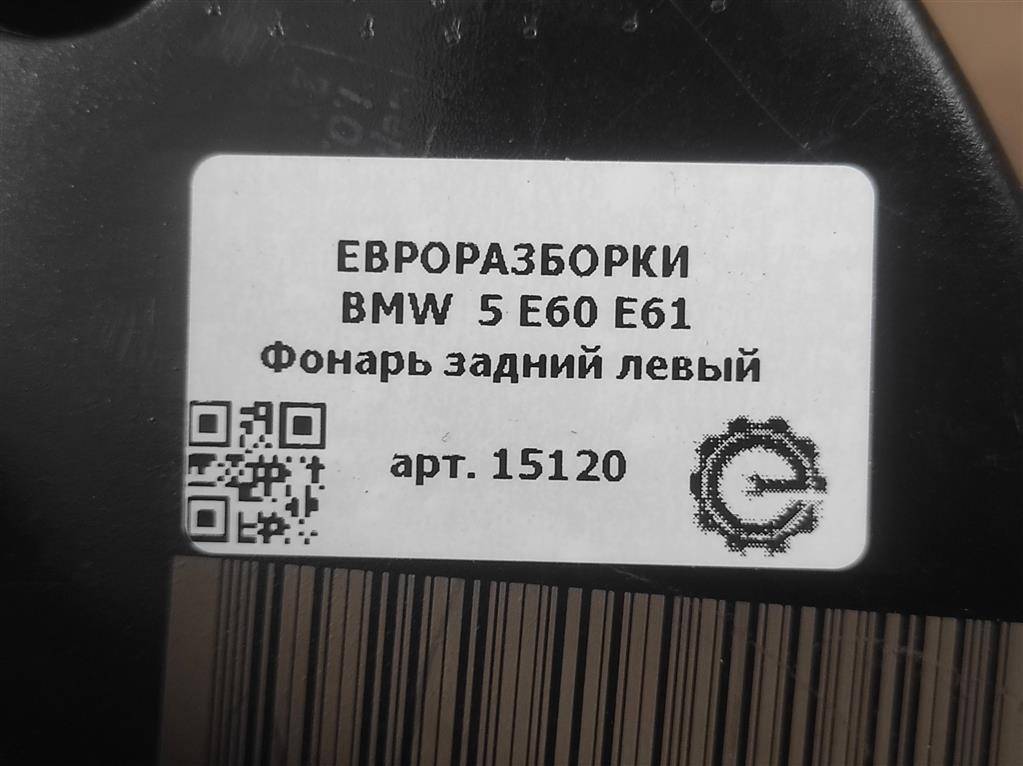 ЕВРОРАЗБОРКИ
BMW 5 E60 E61
Фонарь задний левый
арт. 15120